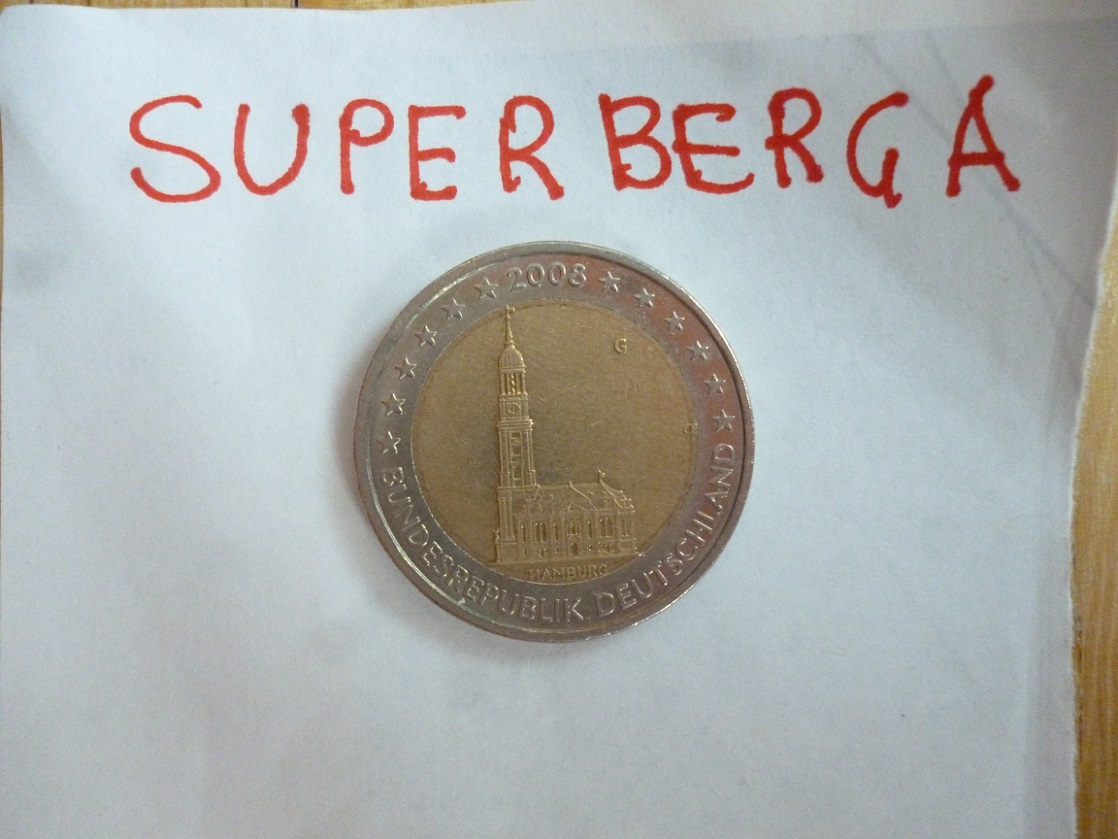 SUPERBERGA
2008
G
HAMBURG
BUNDESREPUBLIK DEUTSCHLAND